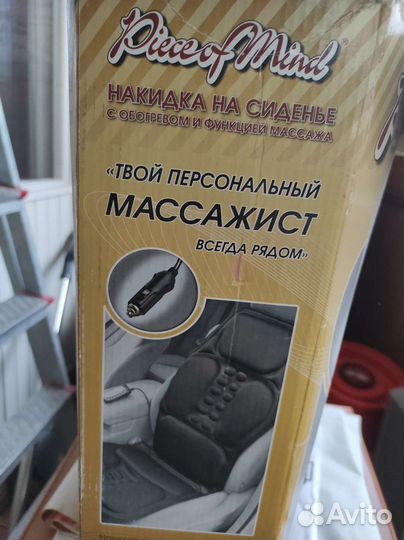 Piece of Mind®
НАКИДКА НА СИДЕНЬЕ
С ОБОГРЕВОМ И ФУНКЦИЕЙ МАССАЖА
«ТВОЙ ПЕРСОНАЛЬНЫЙ
МАССАЖИСТ
ВСЕГДА РЯДОМ»
Avito